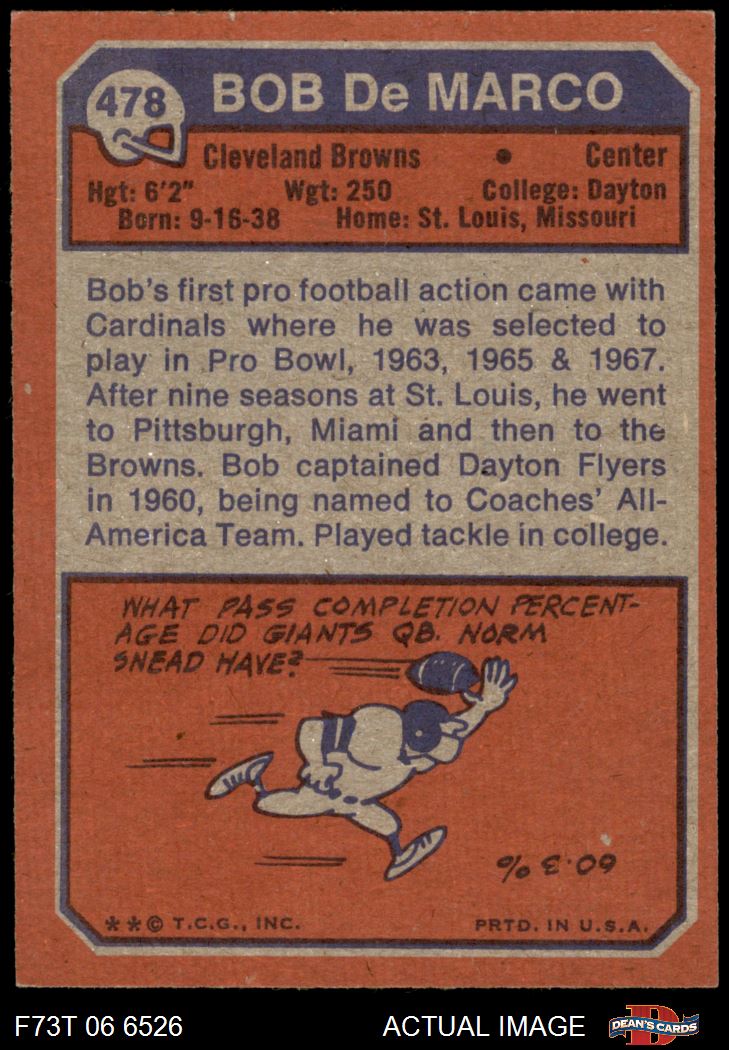 478
BOB De MARCO
Cleveland Browns • Center
Hgt: 6'2" Wgt: 250 College: Dayton
Born: 9-16-38 Home: St. Louis, Missouri
Bob's first pro football action came with
Cardinals where he was selected to
play in Pro Bowl, 1963, 1965 & 1967.
After nine seasons at St. Louis, he went
to Pittsburgh, Miami and then to the
Browns. Bob captained Dayton Flyers
in 1960, being named to Coaches' All-
America Team. Played tackle in college.
WHAT PASS COMPLETION PERCENT-
AGE DID GIANTS QB. NORM
SNEAD HAVE?
60.3 %
**© T.C.G., INC. PRTD. IN U.S.A.
F73T 06 6526 ACTUAL IMAGE
DEAN'S CARDS